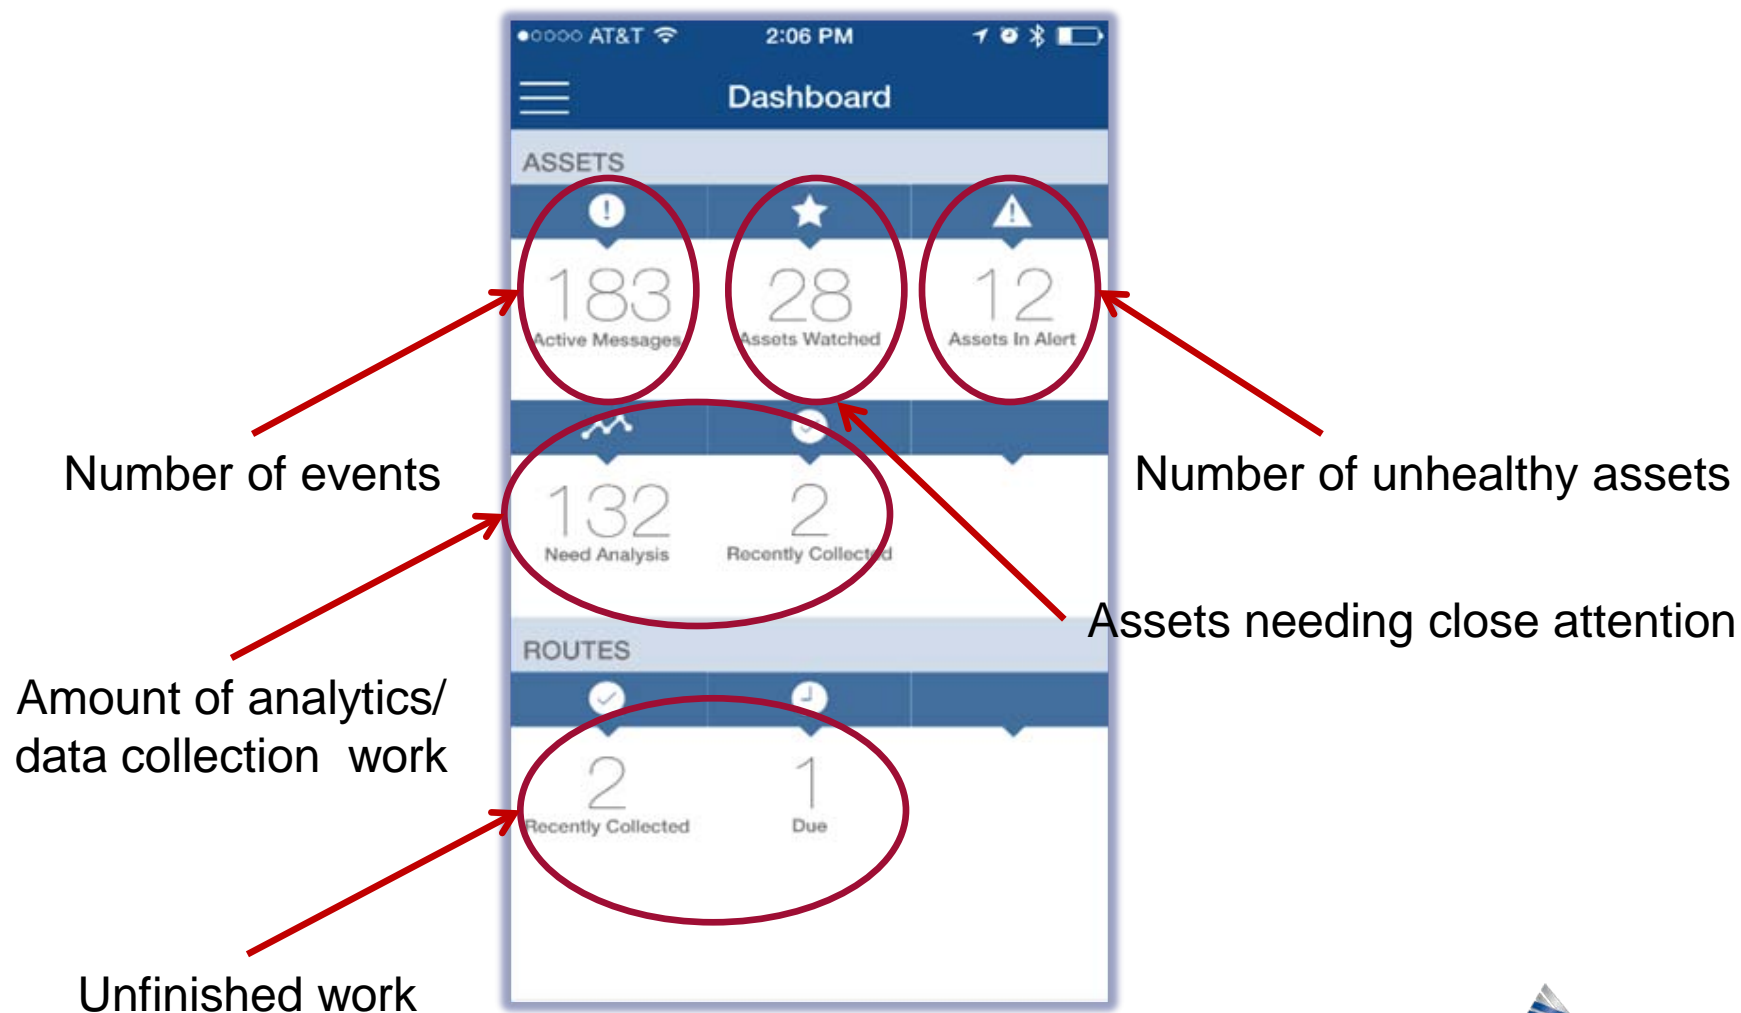 AT&T
2:06 PM
Dashboard
ASSETS
183
28
12
Active Messages
Assets Watched
Assets In Alert
Number of events
Number of unhealthy assets
132
2
Need Analysis
Recently Collected
Assets needing close attention
ROUTES
Amount of analytics/
data collection work
2
1
Recently Collected
Due
Unfinished work